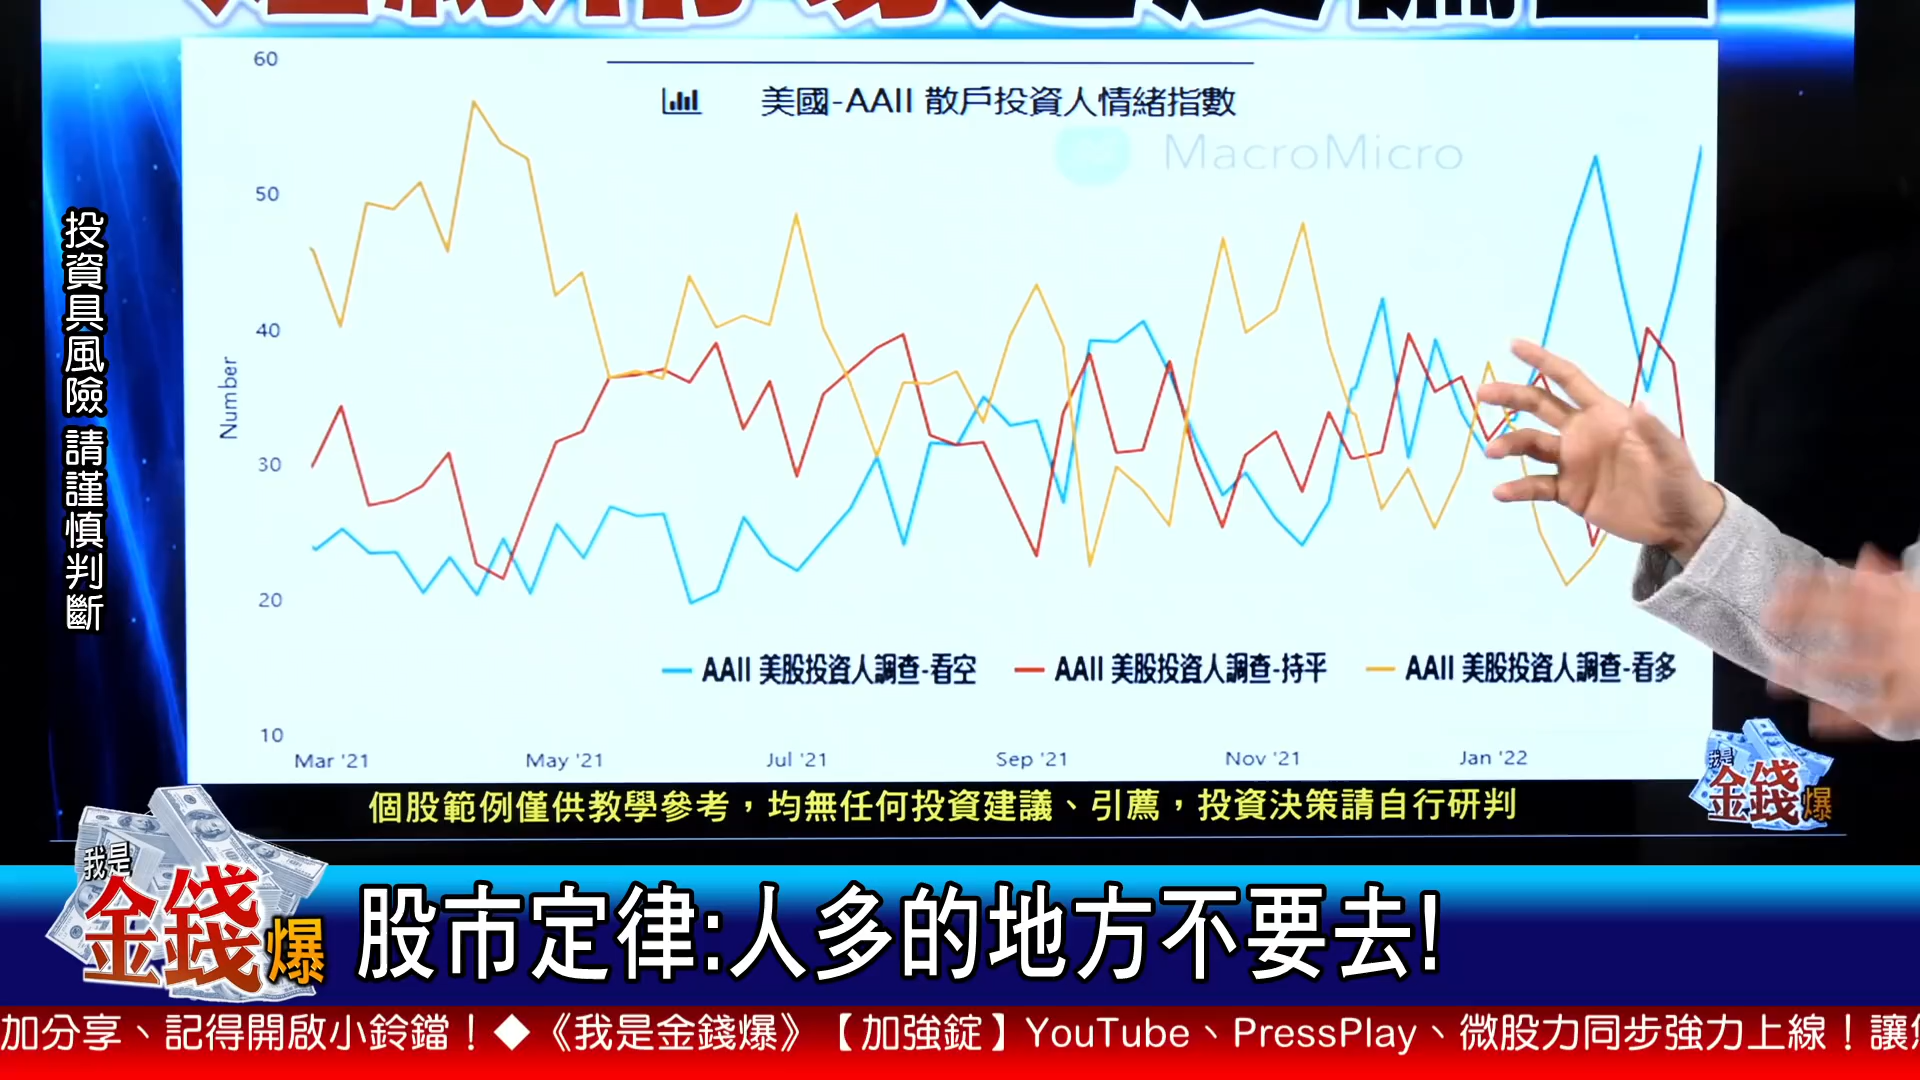 60
美國-AAII 散戶投資人情緒指數
MacroMicro
50
40
30
20
10
Number
AAII 美股投資人調查-看空
AAII 美股投資人調查-持平
AAII 美股投資人調查-看多
Mar '21
May '21
Jul '21
Sep '21
Nov '21
Jan '22
投資具風險 請謹慎判斷
我是
金錢爆
個股範例僅供教學參考，均無任何投資建議、引薦，投資決策請自行研判
我是
金錢爆
股市定律:人多的地方不要去!
加分享、記得開啟小鈴鐺！◆《我是金錢爆》【加強錠】YouTube、PressPlay、微股力同步強力上線！讓